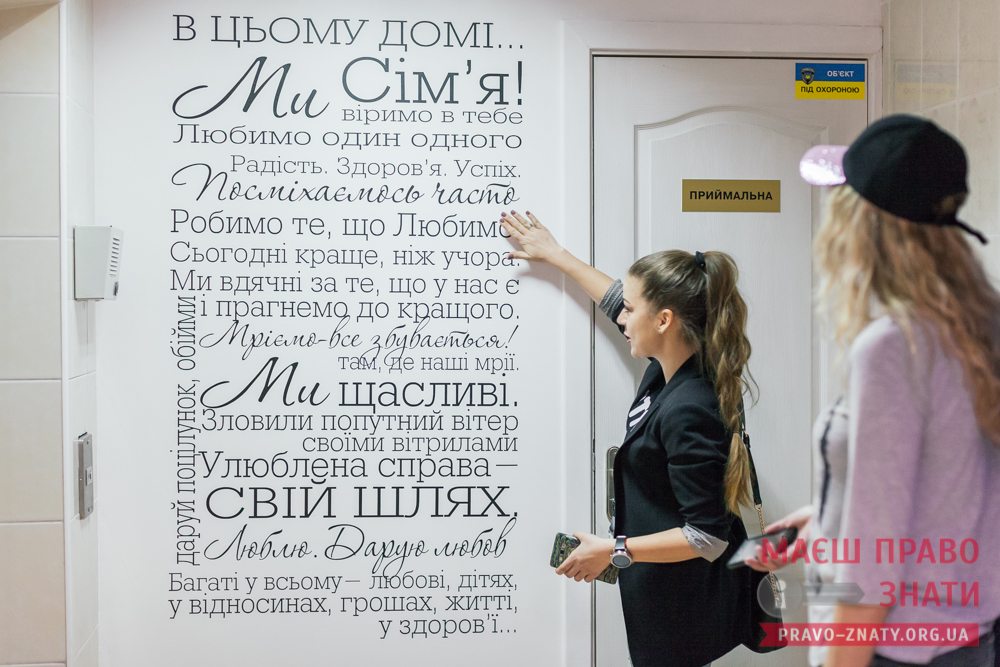 В ЦЬОМУ ДОМІ...
Ми Сім'я!
віримо в тебе
Любимо один одного
Радість. Здоров'я. Успіх.
Посміхаємось часто
Робимо те, що Любимо
Сьогодні краще, ніж учора.
Ми вдячні за те, що у нас є
і прагнемо до кращого.
Мріємо-все збувається!
там, де наші мрії.
Ми щасливі.
Зловили попутний вітер
своїми вітрилами
Улюблена справа—
СВІЙ ШЛЯХ.
Люблю. Дарую любов
даруй поцілунок, обійми
Багаті у всьому— любові, дітях,
у відносинах, грошах, житті,
у здоров'ї...
ОБ'ЄКТ
ПІД ОХОРОНОЮ
ПРИЙМАЛЬНА
МАЄШ ПРАВО
ЗНАТИ
PRAVO-ZNATY.ORG.UA